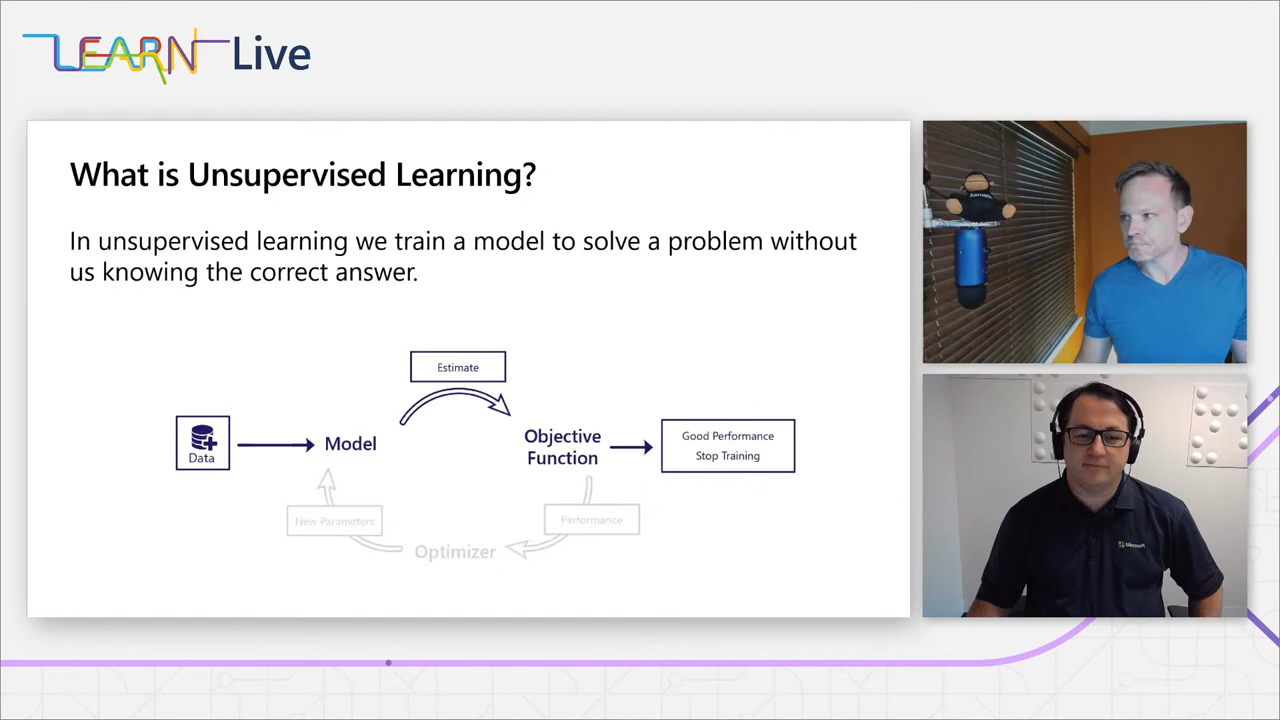 LEARN Live
What is Unsupervised Learning?
In unsupervised learning we train a model to solve a problem without
us knowing the correct answer.
Estimate
Data
Model
Objective
Function
Good Performance
Stop Training
New Parameters
Performance
Optimizer
Microsoft